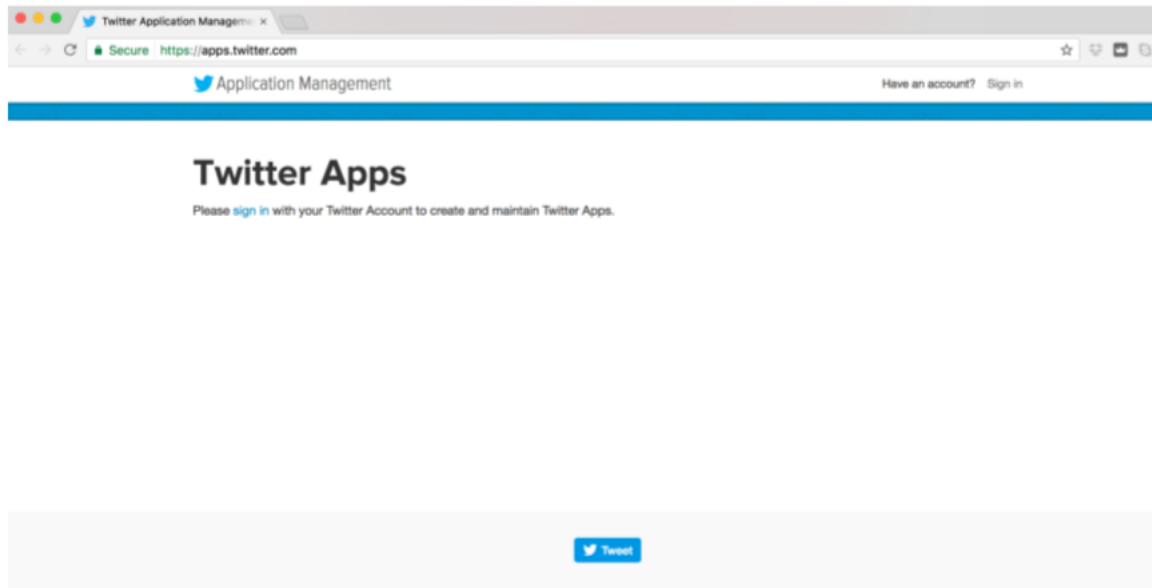 Twitter Application Manageme
Secure https://apps.twitter.com
Application Management Have an account? Sign in
Twitter Apps
Please sign in with your Twitter Account to create and maintain Twitter Apps.
Tweet